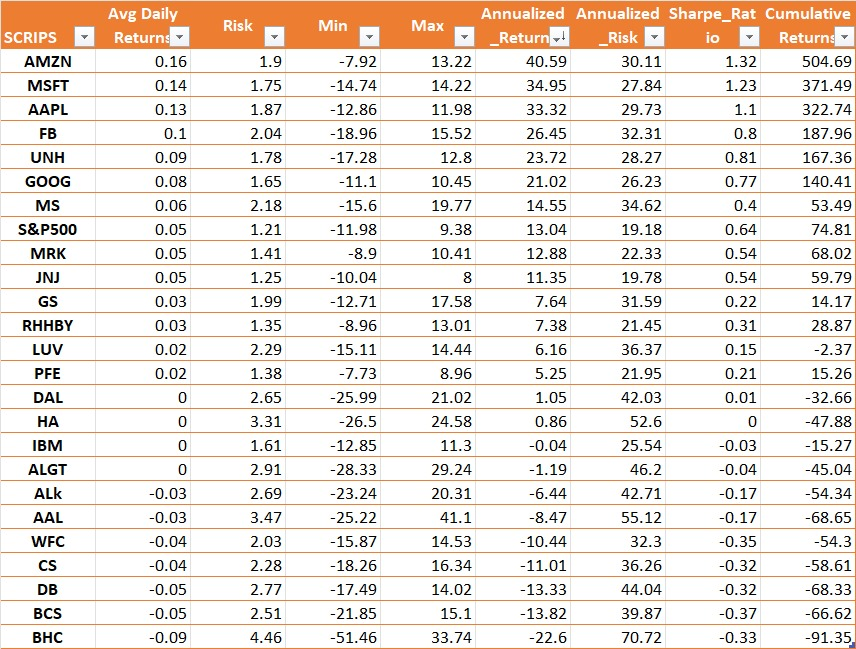 SCRIPS Avg Daily Returns Risk Min Max Annualized _Return Annualized _Risk Sharpe_Rat io Cumulative Returns
AMZN 0.16 1.9 -7.92 13.22 40.59 30.11 1.32 504.69
MSFT 0.14 1.75 -14.74 14.22 34.95 27.84 1.23 371.49
AAPL 0.13 1.87 -12.86 11.98 33.32 29.73 1.1 322.74
FB 0.1 2.04 -18.96 15.52 26.45 32.31 0.8 187.96
UNH 0.09 1.78 -17.28 12.8 23.72 28.27 0.81 167.36
GOOG 0.08 1.65 -11.1 10.45 21.02 26.23 0.77 140.41
MS 0.06 2.18 -15.6 19.77 14.55 34.62 0.4 53.49
S&P500 0.05 1.21 -11.98 9.38 13.04 19.18 0.64 74.81
MRK 0.05 1.41 -8.9 10.41 12.88 22.33 0.54 68.02
JNJ 0.05 1.25 -10.04 8 11.35 19.78 0.54 59.79
GS 0.03 1.99 -12.71 17.58 7.64 31.59 0.22 14.17
RHHBY 0.03 1.35 -8.96 13.01 7.38 21.45 0.31 28.87
LUV 0.02 2.29 -15.11 14.44 6.16 36.37 0.15 -2.37
PFE 0.02 1.38 -7.73 8.96 5.25 21.95 0.21 15.26
DAL 0 2.65 -25.99 21.02 1.05 42.03 0.01 -32.66
HA 0 3.31 -26.5 24.58 0.86 52.6 0 -47.88
IBM 0 1.61 -12.85 11.3 -0.04 25.54 -0.03 -15.27
ALGT 0 2.91 -28.33 29.24 -1.19 46.2 -0.04 -45.04
ALk -0.03 2.69 -23.24 20.31 -6.44 42.71 -0.17 -54.34
AAL -0.03 3.47 -25.22 41.1 -8.47 55.12 -0.17 -68.65
WFC -0.04 2.03 -15.87 14.53 -10.44 32.3 -0.35 -54.3
CS -0.04 2.28 -18.26 16.34 -11.01 36.26 -0.32 -58.61
DB -0.05 2.77 -17.49 14.02 -13.33 44.04 -0.32 -68.33
BCS -0.05 2.51 -21.85 15.1 -13.82 39.87 -0.37 -66.62
BHC -0.09 4.46 -51.46 33.74 -22.6 70.72 -0.33 -91.35